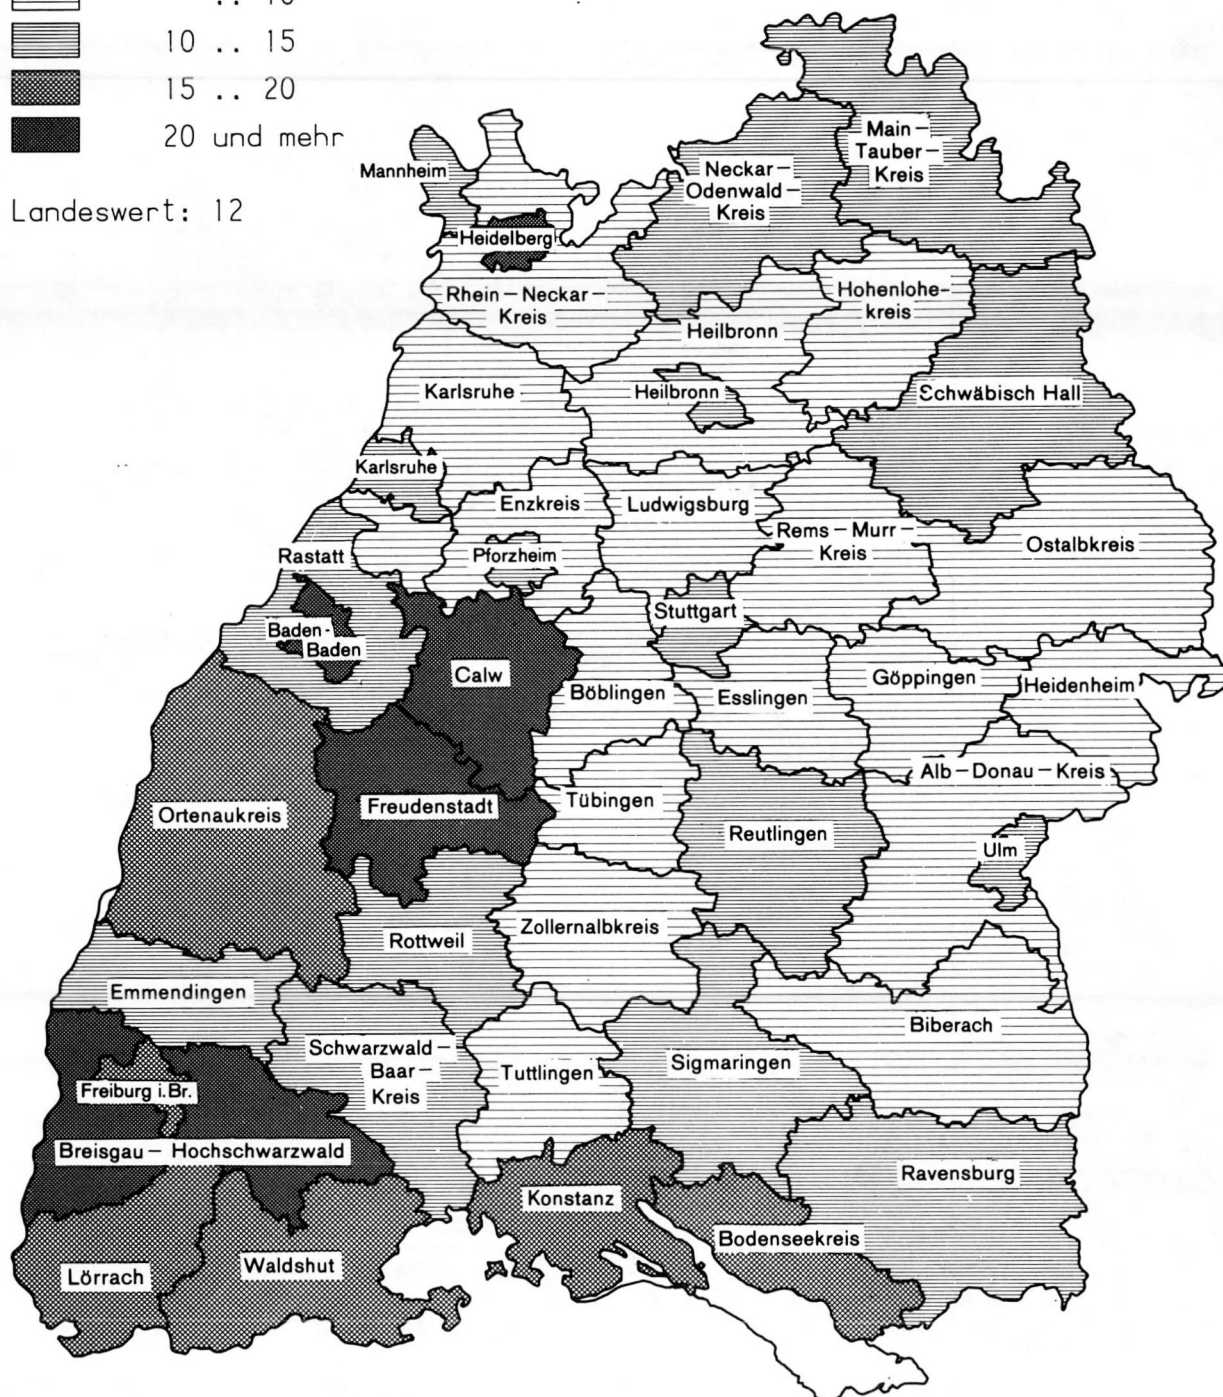 .. 10
10 .. 15
15 .. 20
20 und mehr
Landeswert: 12
Main–
Tauber–
Kreis
Mannheim
Neckar–
Odenwald–
Kreis
Heidelberg
Rhein–Neckar–
Kreis
Hohenlohe-
kreis
Heilbronn
Karlsruhe
Heilbronn
Schwäbisch Hall
Karlsruhe
Enzkreis
Ludwigsburg
Rems–Murr–
Kreis
Ostalbkreis
Rastatt
Pforzheim
Stuttgart
Baden-
Baden
Calw
Böblingen
Esslingen
Göppingen
Heidenheim
Alb–Donau–Kreis
Ortenaukreis
Freudenstadt
Tübingen
Reutlingen
Ulm
Rottweil
Zollernalbkreis
Emmendingen
Biberach
Schwarzwald–
Baar–
Kreis
Tuttlingen
Sigmaringen
Freiburg i.Br.
Breisgau–Hochschwarzwald
Konstanz
Ravensburg
Bodenseekreis
Lörrach
Waldshut